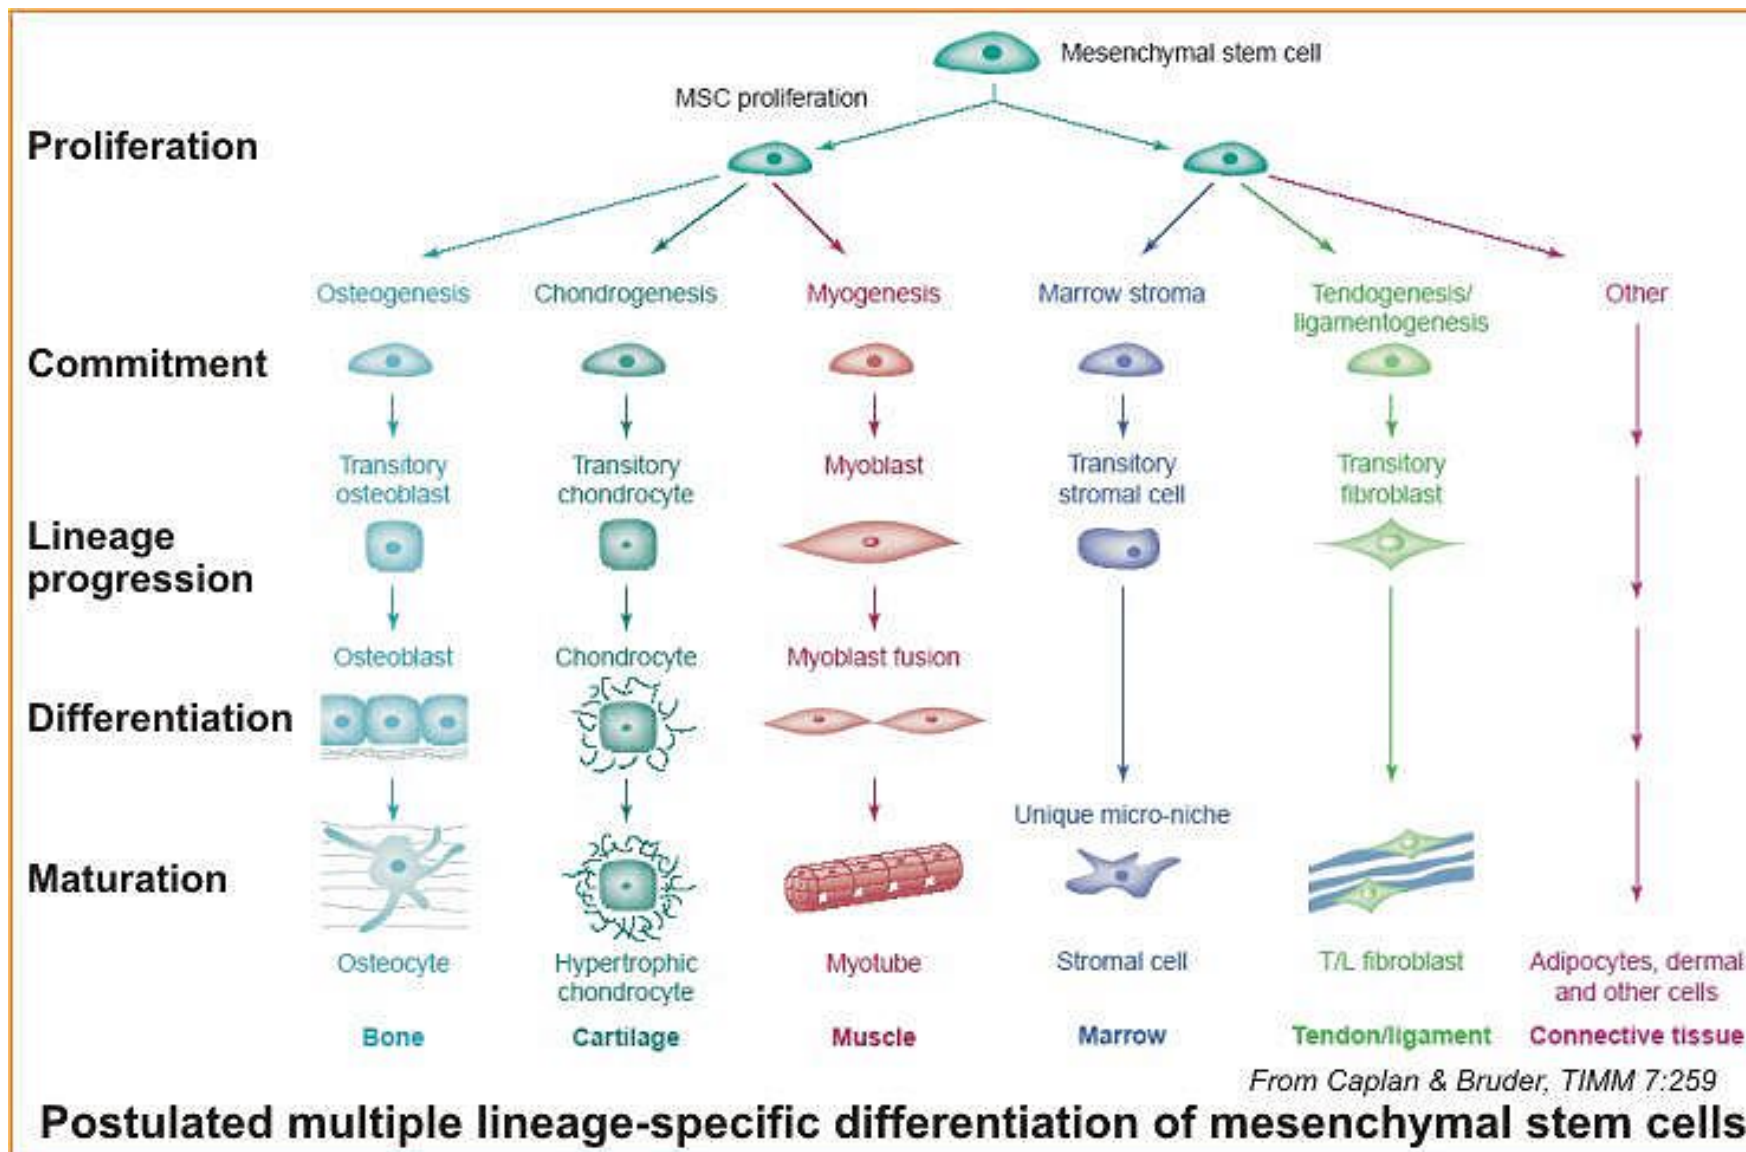 Mesenchymal stem cell
MSC proliferation
Proliferation
Osteogenesis
Chondrogenesis
Myogenesis
Marrow stroma
Tendogenesis/
ligamentogenesis
Other
Commitment
Transitory
osteoblast
Transitory
chondrocyte
Myoblast
Transitory
stromal cell
Transitory
fibroblast
Lineage
progression
Osteoblast
Chondrocyte
Myoblast fusion
Differentiation
Unique micro-niche
Maturation
Osteocyte
Hypertrophic
chondrocyte
Myotube
Stromal cell
T/L fibroblast
Adipocytes, dermal
and other cells
Bone
Cartilage
Muscle
Marrow
Tendon/ligament
Connective tissue
From Caplan & Bruder, TIMM 7:259
Postulated multiple lineage-specific differentiation of mesenchymal stem cells